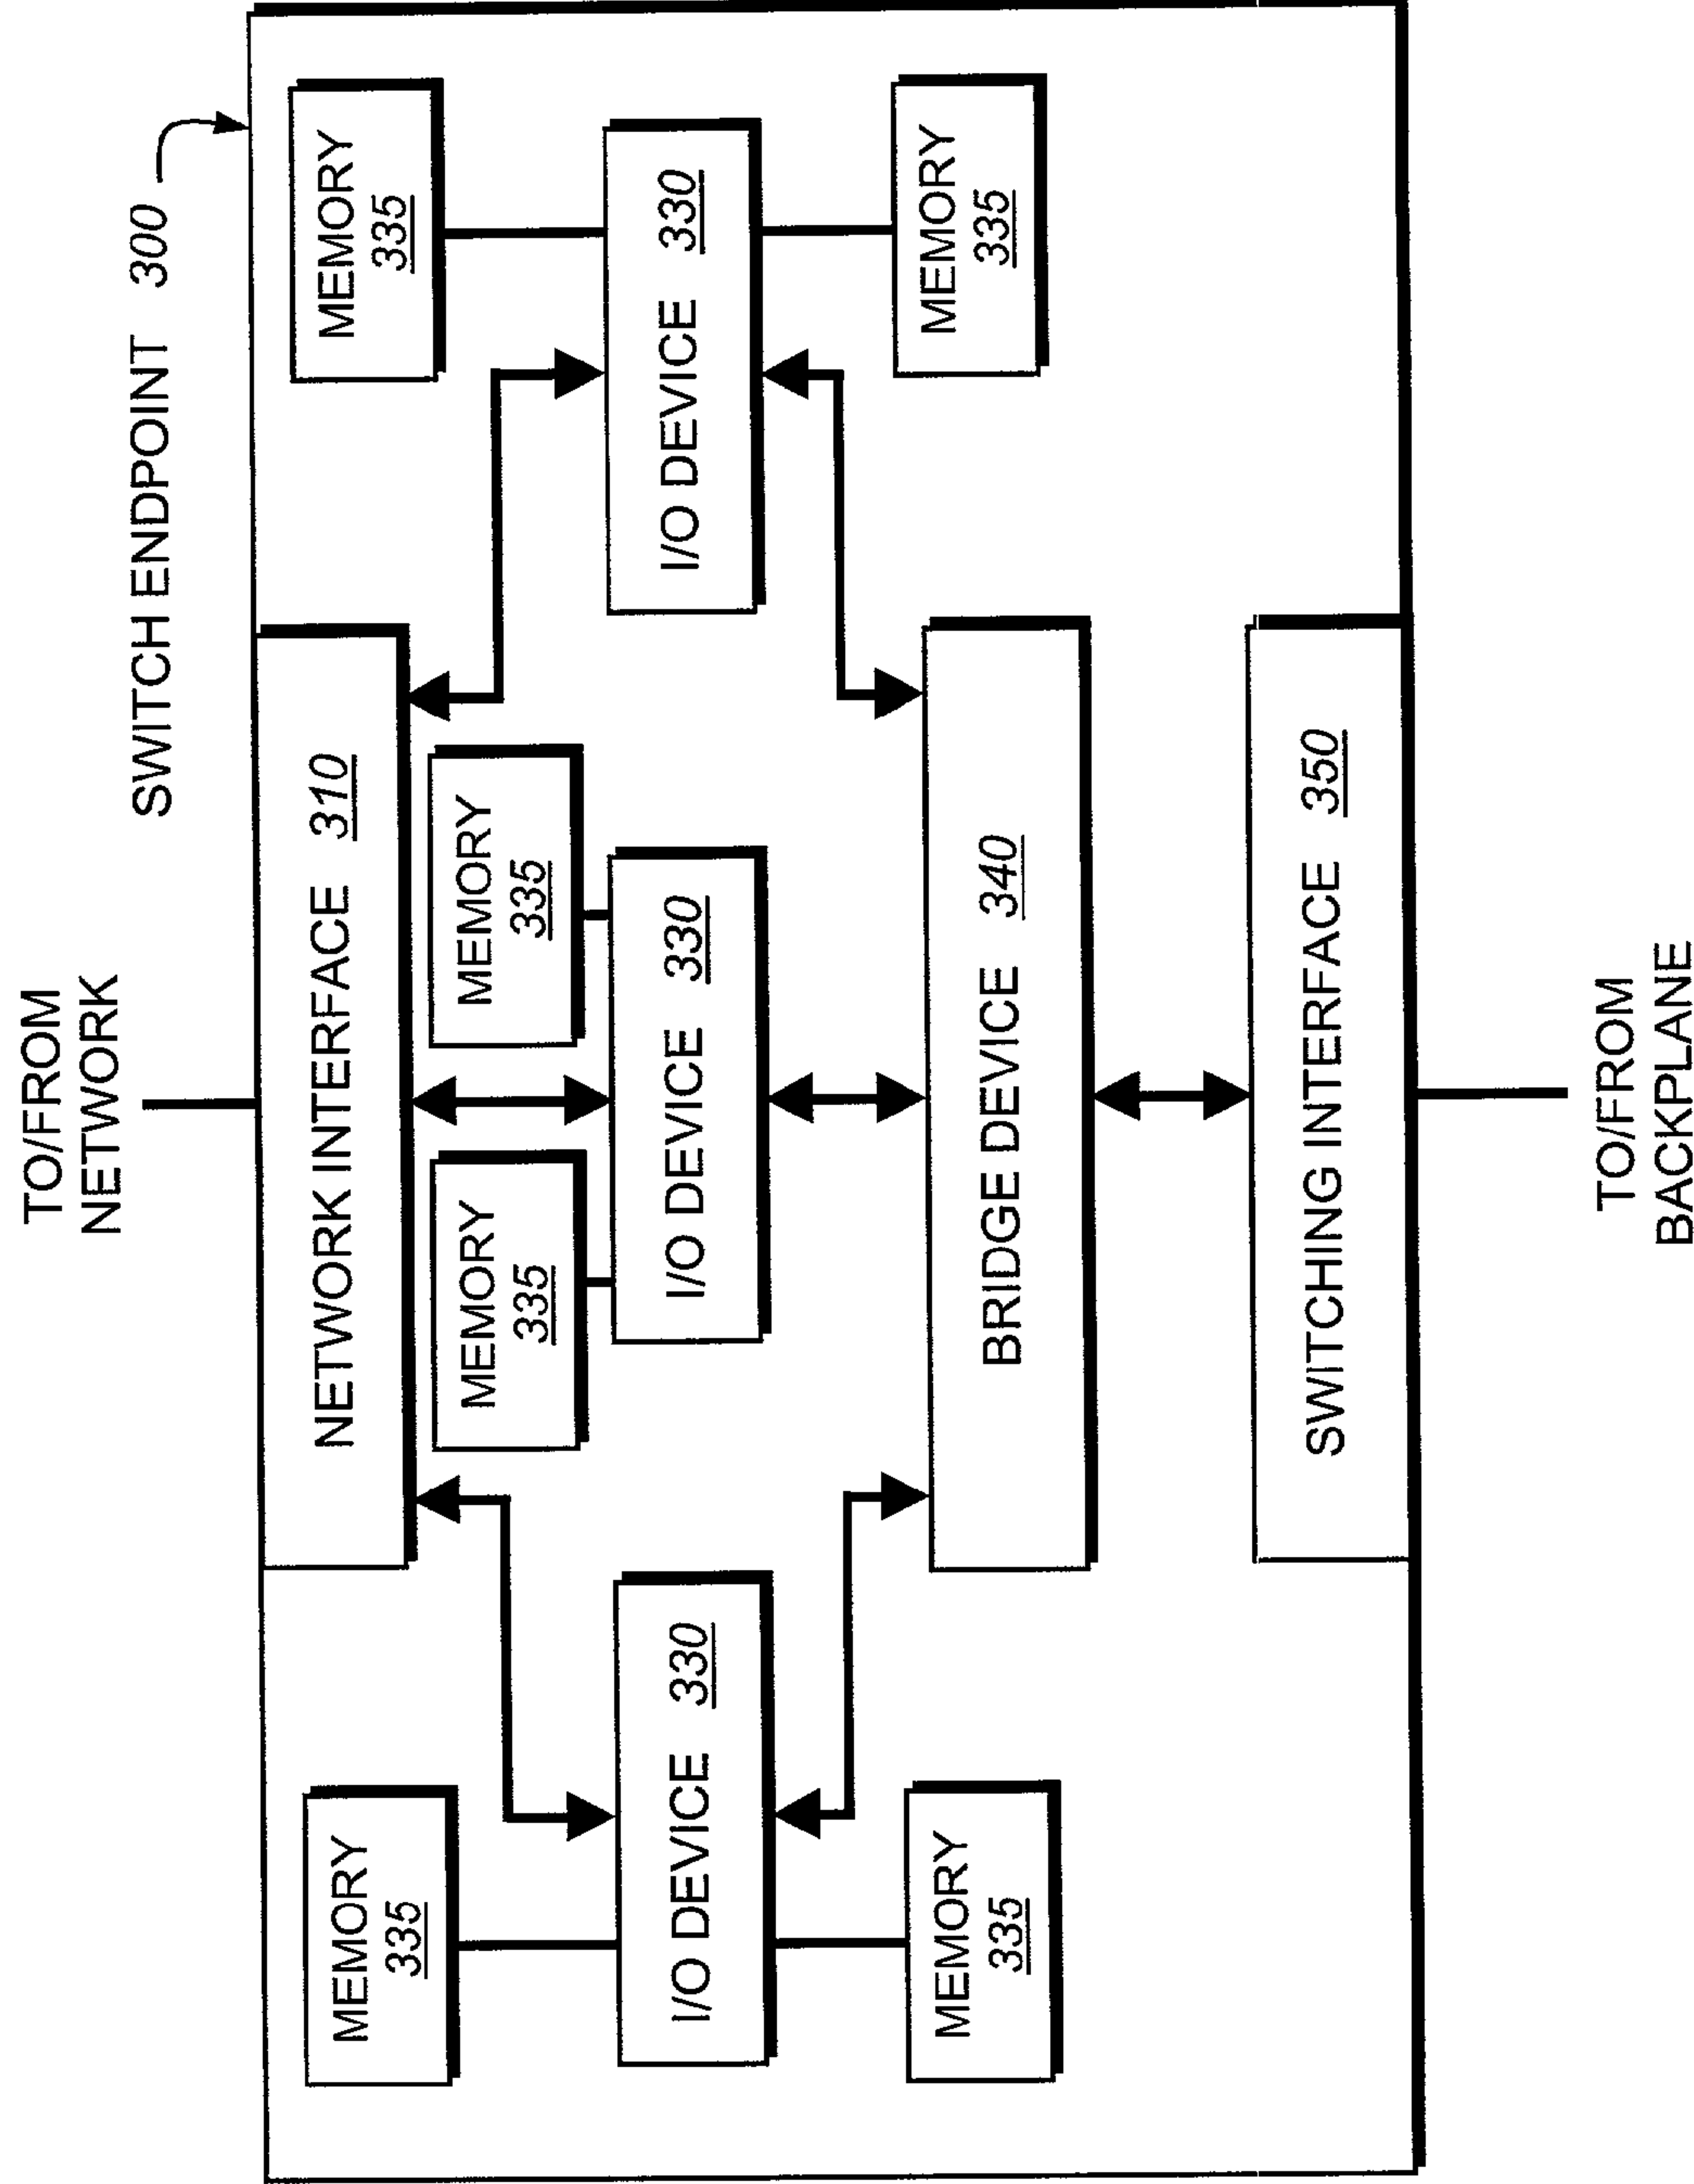 TO/FROM
NETWORK
SWITCH ENDPOINT 300
NETWORK INTERFACE 310
MEMORY
335
MEMORY
335
MEMORY
335
MEMORY
335
I/O DEVICE 330
I/O DEVICE 330
I/O DEVICE 330
MEMORY
335
BRIDGE DEVICE 340
MEMORY
335
SWITCHING INTERFACE 350
TO/FROM
BACKPLANE